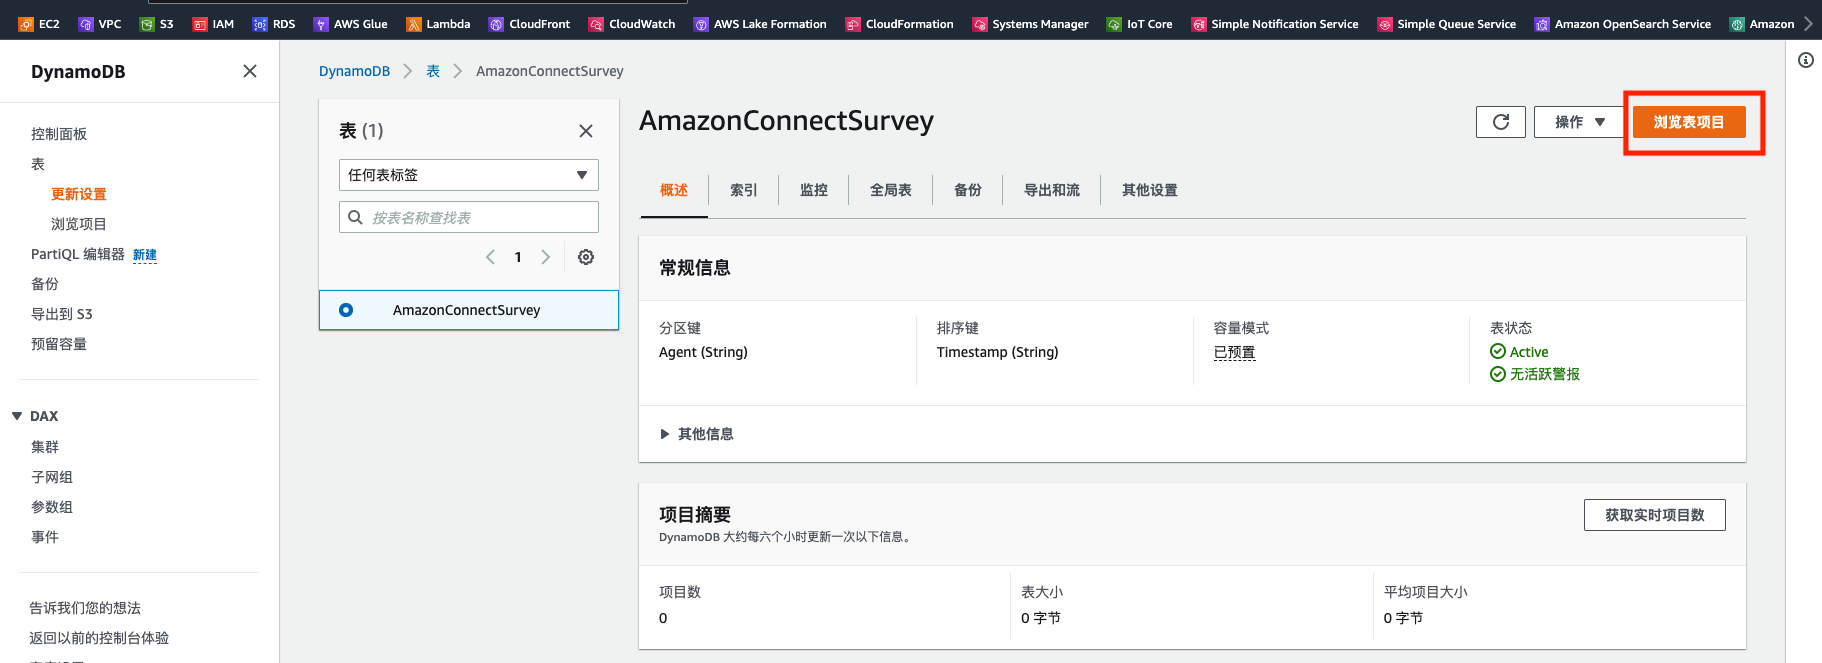 EC2 VPC S3 IAM RDS AWS Glue Lambda CloudFront CloudWatch AWS Lake Formation CloudFormation Systems Manager IoT Core Simple Notification Service Simple Queue Service Amazon OpenSearch Service Amazon
DynamoDB
控制面板
表
更新设置
浏览项目
PartiQL 编辑器 新建
备份
导出到 S3
预留容量
DAX
集群
子网组
参数组
事件
告诉我们您的想法
返回以前的控制台体验
DynamoDB 表 AmazonConnectSurvey
表 (1)
任何表标签
按表名称查找表
1
AmazonConnectSurvey
AmazonConnectSurvey
操作
浏览表项目
概述 索引 监控 全局表 备份 导出和流 其他设置
常规信息
分区键
Agent (String)
排序键
Timestamp (String)
容量模式
已预置
表状态
Active
无活跃警报
其他信息
项目摘要
DynamoDB 大约每六个小时更新一次以下信息。
获取实时项目数
项目数
0
表大小
0 字节
平均项目大小
0 字节